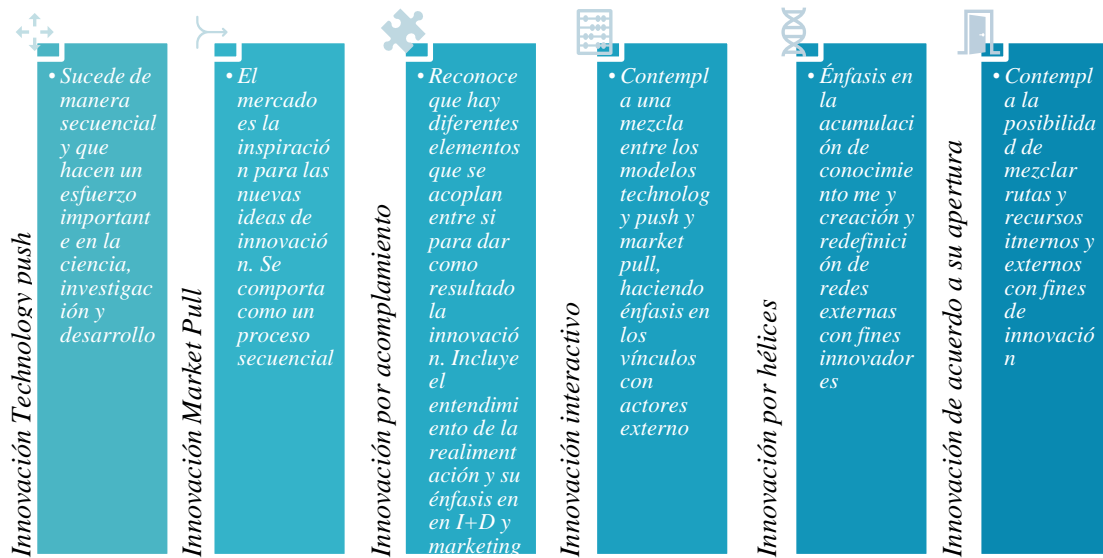 Innovación Technology push
• Sucede de
manera
secuencial
y que
hacen un
esfuerzo
important
e en la
ciencia,
investigac
ión y
desarrollo
Innovación Market Pull
• El
mercado
es la
inspiració
n para las
nuevas
ideas de
innovació
n. Se
comporta
como un
proceso
secuencial
Innovación por acomplamiento
• Reconoce
que hay
diferentes
elementos
que se
acoplan
entre si
para dar
como
resultado
la
innovació
n. Incluye
el
entendimi
ento de la
realiment
ación y su
énfasis en
en I+D y
marketing
Innovación interactivo
• Contempl
a una
mezcla
entre los
modelos
technolog
y push y
market
pull,
haciendo
énfasis en
los
vínculos
con
actores
externo
Innovación por hélices
• Énfasis en
la
acumulaci
ón de
conocimie
nto me y
creación y
redefinici
ón de
redes
externas
con fines
innovador
es
Innovación de acuerdo a su apertura
• Contempl
a la
posibilida
d de
mezclar
rutas y
recursos
itnernos y
externos
con fines
de
innovació
n